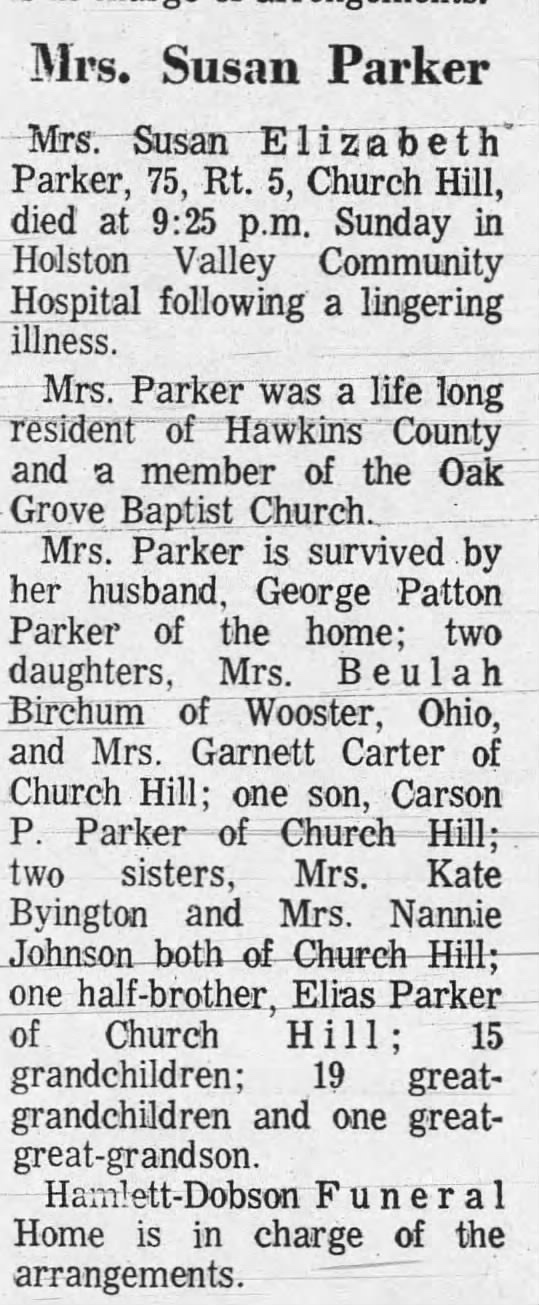 arrangements.
Mrs. Susan Parker
Mrs. Susan Elizabeth
Parker, 75, Rt. 5, Church Hill,
died at 9:25 p.m. Sunday in
Holston Valley Community
Hospital following a lingering
illness.
Mrs. Parker was a life long
resident of Hawkins County
and a member of the Oak
Grove Baptist Church.
Mrs. Parker is survived by
her husband, George Patton
Parker of the home; two
daughters, Mrs. Beulah
Birchum of Wooster, Ohio,
and Mrs. Garnett Carter of
Church Hill; one son, Carson
P. Parker of Church Hill;
two sisters, Mrs. Kate
Byington and Mrs. Nannie
Johnson both of Church Hill;
one half-brother, Elias Parker
of Church Hill; 15
grandchildren; 19 great-
grandchildren and one great-
great-grandson.
Hamlett-Dobson Funeral
Home is in charge of the
arrangements.